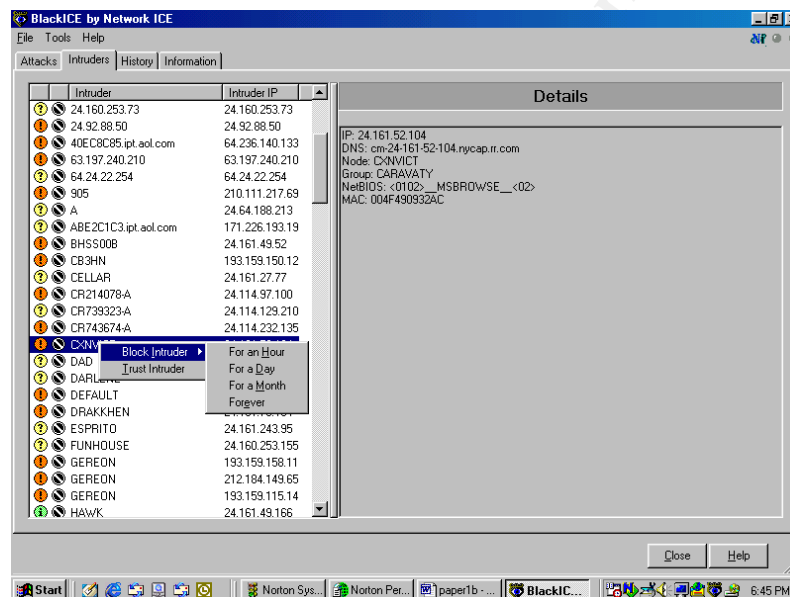 BlackICE by Network ICE
File Tools Help
Attacks Intruders History Information
Intruder Intruder IP
24.160.253.73 24.160.253.73
24.92.88.50 24.92.88.50
40EC8C85.ipt.aol.com 64.236.140.133
63.197.240.210 63.197.240.210
64.24.22.254 64.24.22.254
905 210.111.217.69
A 24.64.188.213
ABE2C1C3.ipt.aol.com 171.226.193.19
BHSS00B 24.161.49.52
CB3HN 193.159.150.12
CELLAR 24.161.27.77
CR214078-A 24.114.97.100
CR739323-A 24.114.129.210
CR743674-A 24.114.232.135
DAD
DEFAULT
DRAKKHEN
ESPRITO 24.161.243.95
FUNHOUSE 24.160.253.155
GEREON 193.159.158.11
GEREON 212.184.149.65
GEREON 193.159.115.14
HAWK 24.161.49.166
Block Intruder
Trust Intruder
For an Hour
For a Day
For a Month
Forever
Details
IP: 24.161.52.104
DNS: cm-24-161-52-104.nycap.rr.com
Node: CXNVICT
Group: CARAVATY
NetBIOS: <0102>__MSBROWSE__<02>
MAC: 004F490932AC
Close Help
Start Norton Sys... Norton Per... paper1b - ... BlackIC... 6:45 PM